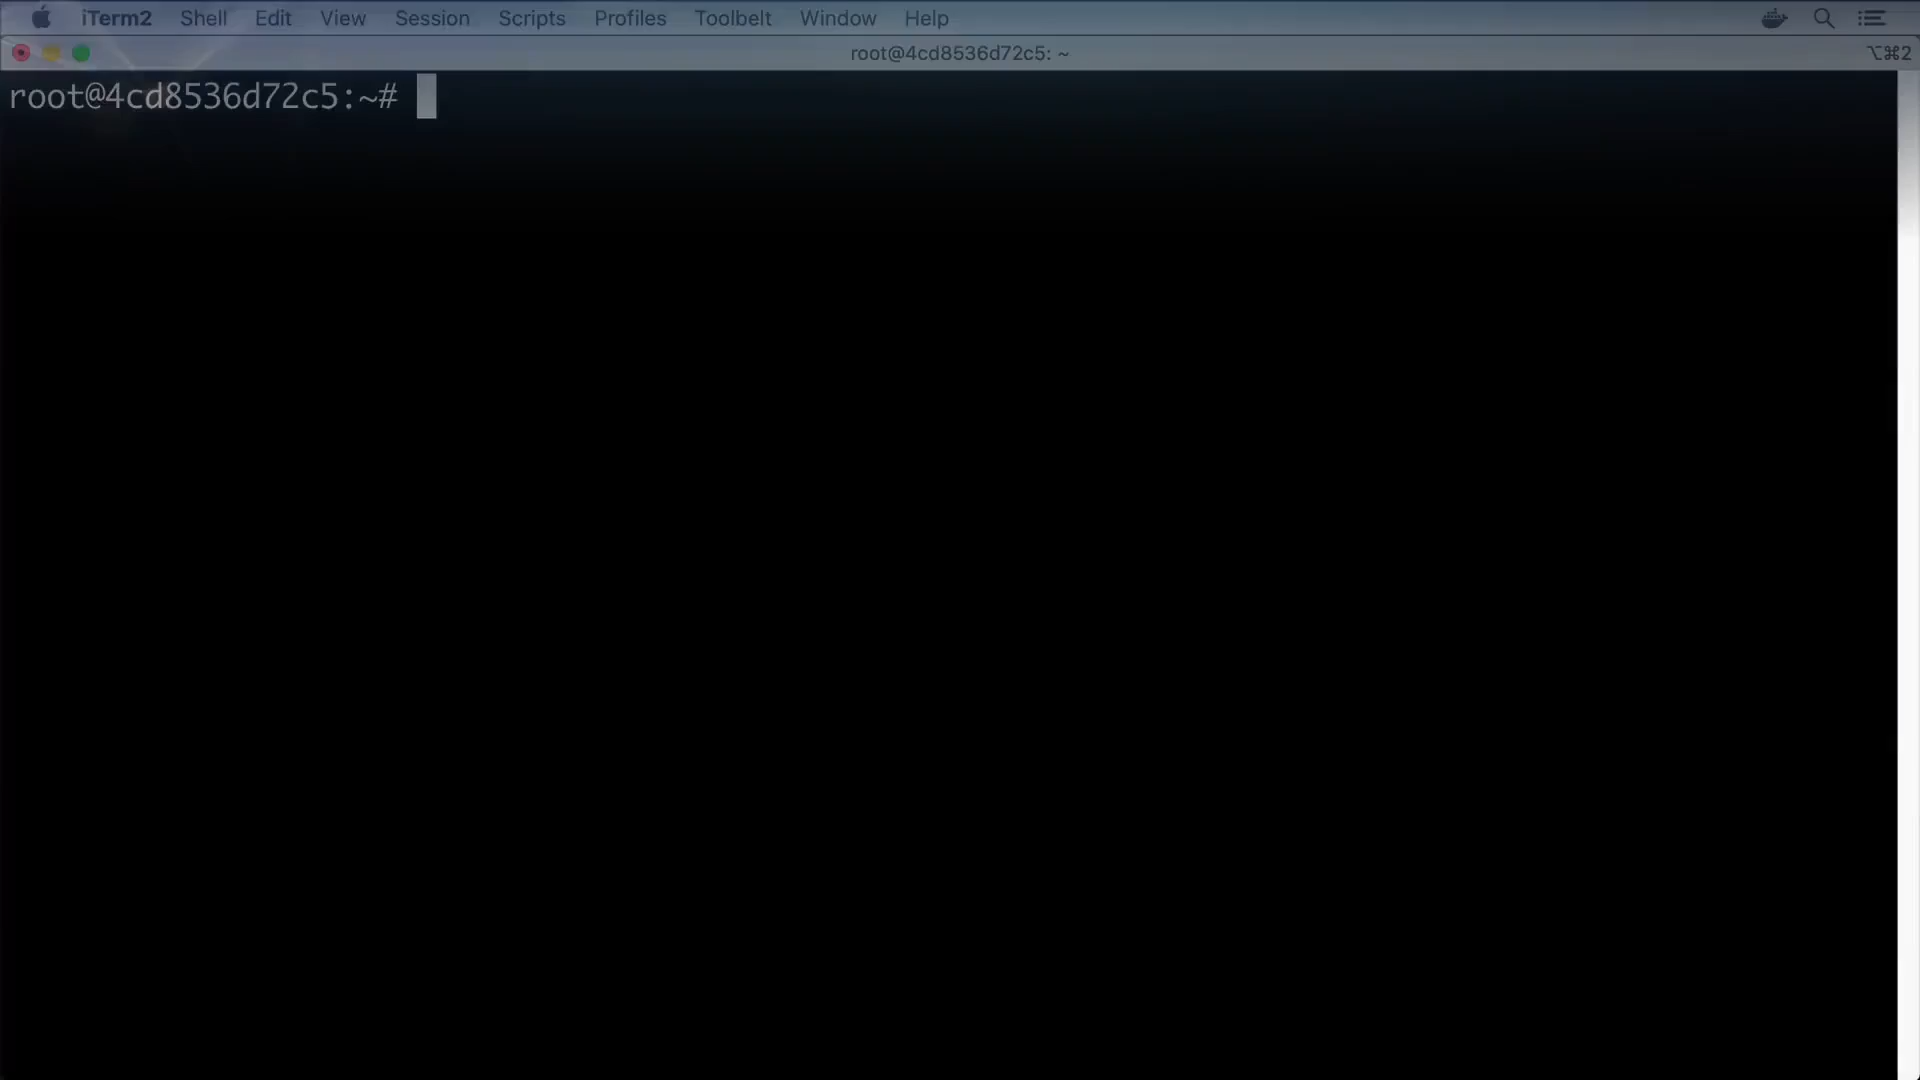 iTerm2 Shell Edit View Session Scripts Profiles Toolbelt Window Help
root@4cd8536d72c5: ~ ⌥⌘2
root@4cd8536d72c5:~#